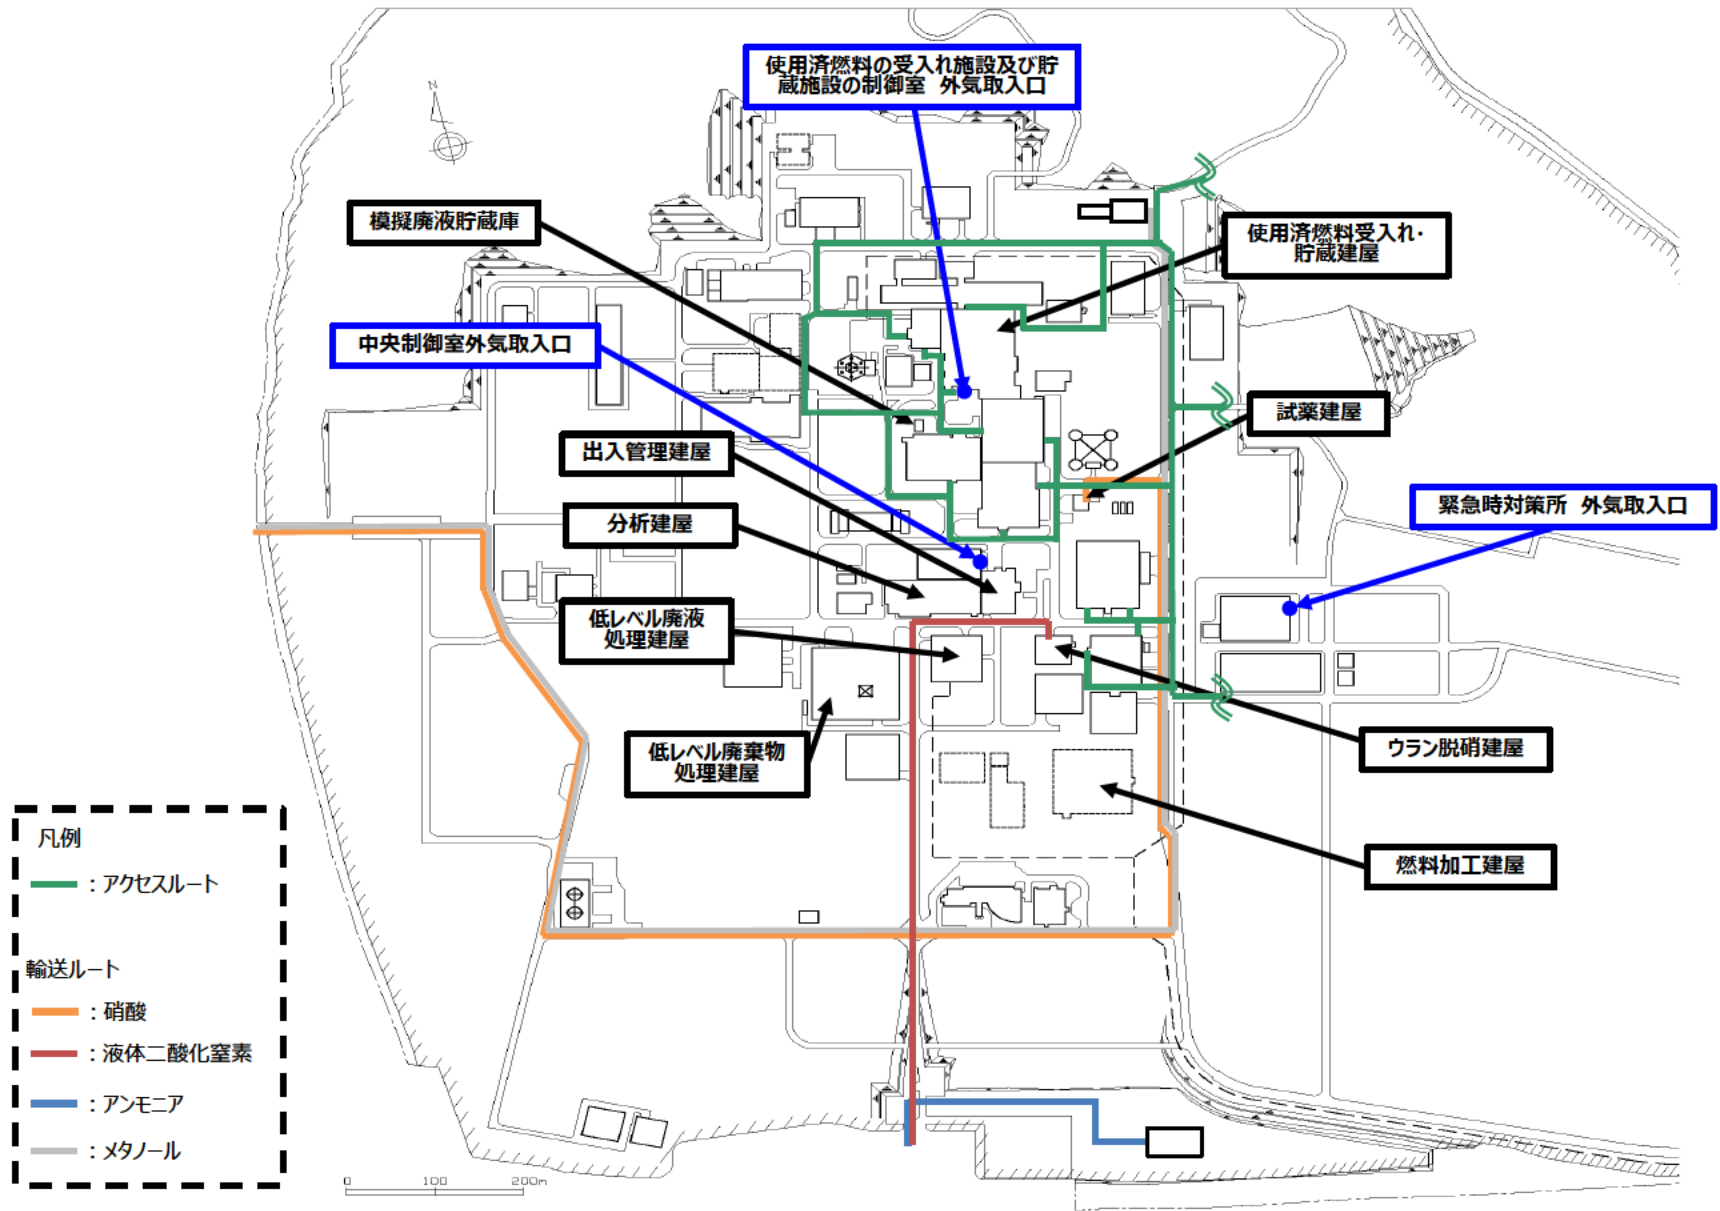 使用済燃料の受入れ施設及び貯
蔵施設の制御室 外気取入口
N
模擬廃液貯蔵庫
使用済燃料受入れ・
貯蔵建屋
中央制御室外気取入口
試薬建屋
出入管理建屋
緊急時対策所 外気取入口
分析建屋
低レベル廃液
処理建屋
ウラン脱硝建屋
低レベル廃棄物
処理建屋
燃料加工建屋
凡例
：アクセスルート
輸送ルート
：硝酸
：液体二酸化窒素
：アンモニア
：メタノール
0 100 200m